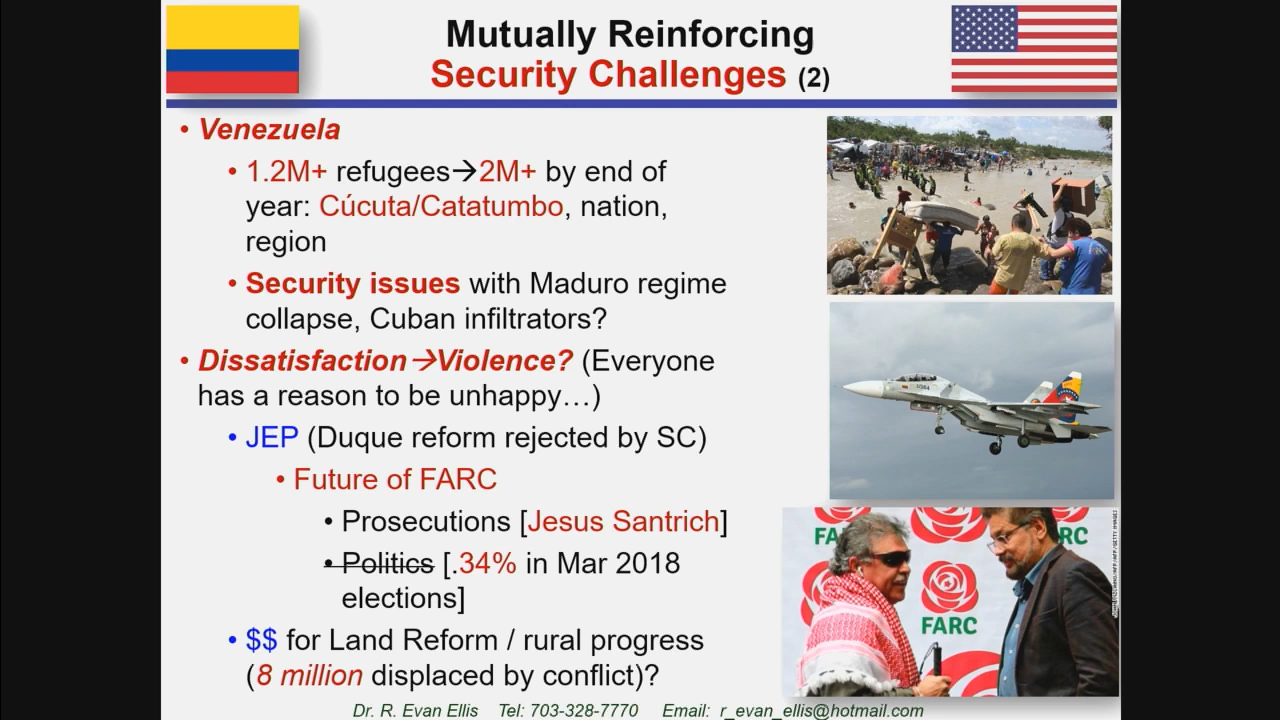 Mutually Reinforcing
Security Challenges (2)
• Venezuela
• 1.2M+ refugees→2M+ by end of
year: Cúcuta/Catatumbo, nation,
region
• Security issues with Maduro regime
collapse, Cuban infiltrators?
• Dissatisfaction→Violence? (Everyone
has a reason to be unhappy…)
• JEP (Duque reform rejected by SC)
• Future of FARC
• Prosecutions [Jesus Santrich]
• Politics [.34% in Mar 2018
elections]
• $$ for Land Reform / rural progress
(8 million displaced by conflict)?
FA
RC
FARC
Dr. R. Evan Ellis Tel: 703-328-7770 Email: r_evan_ellis@hotmail.com